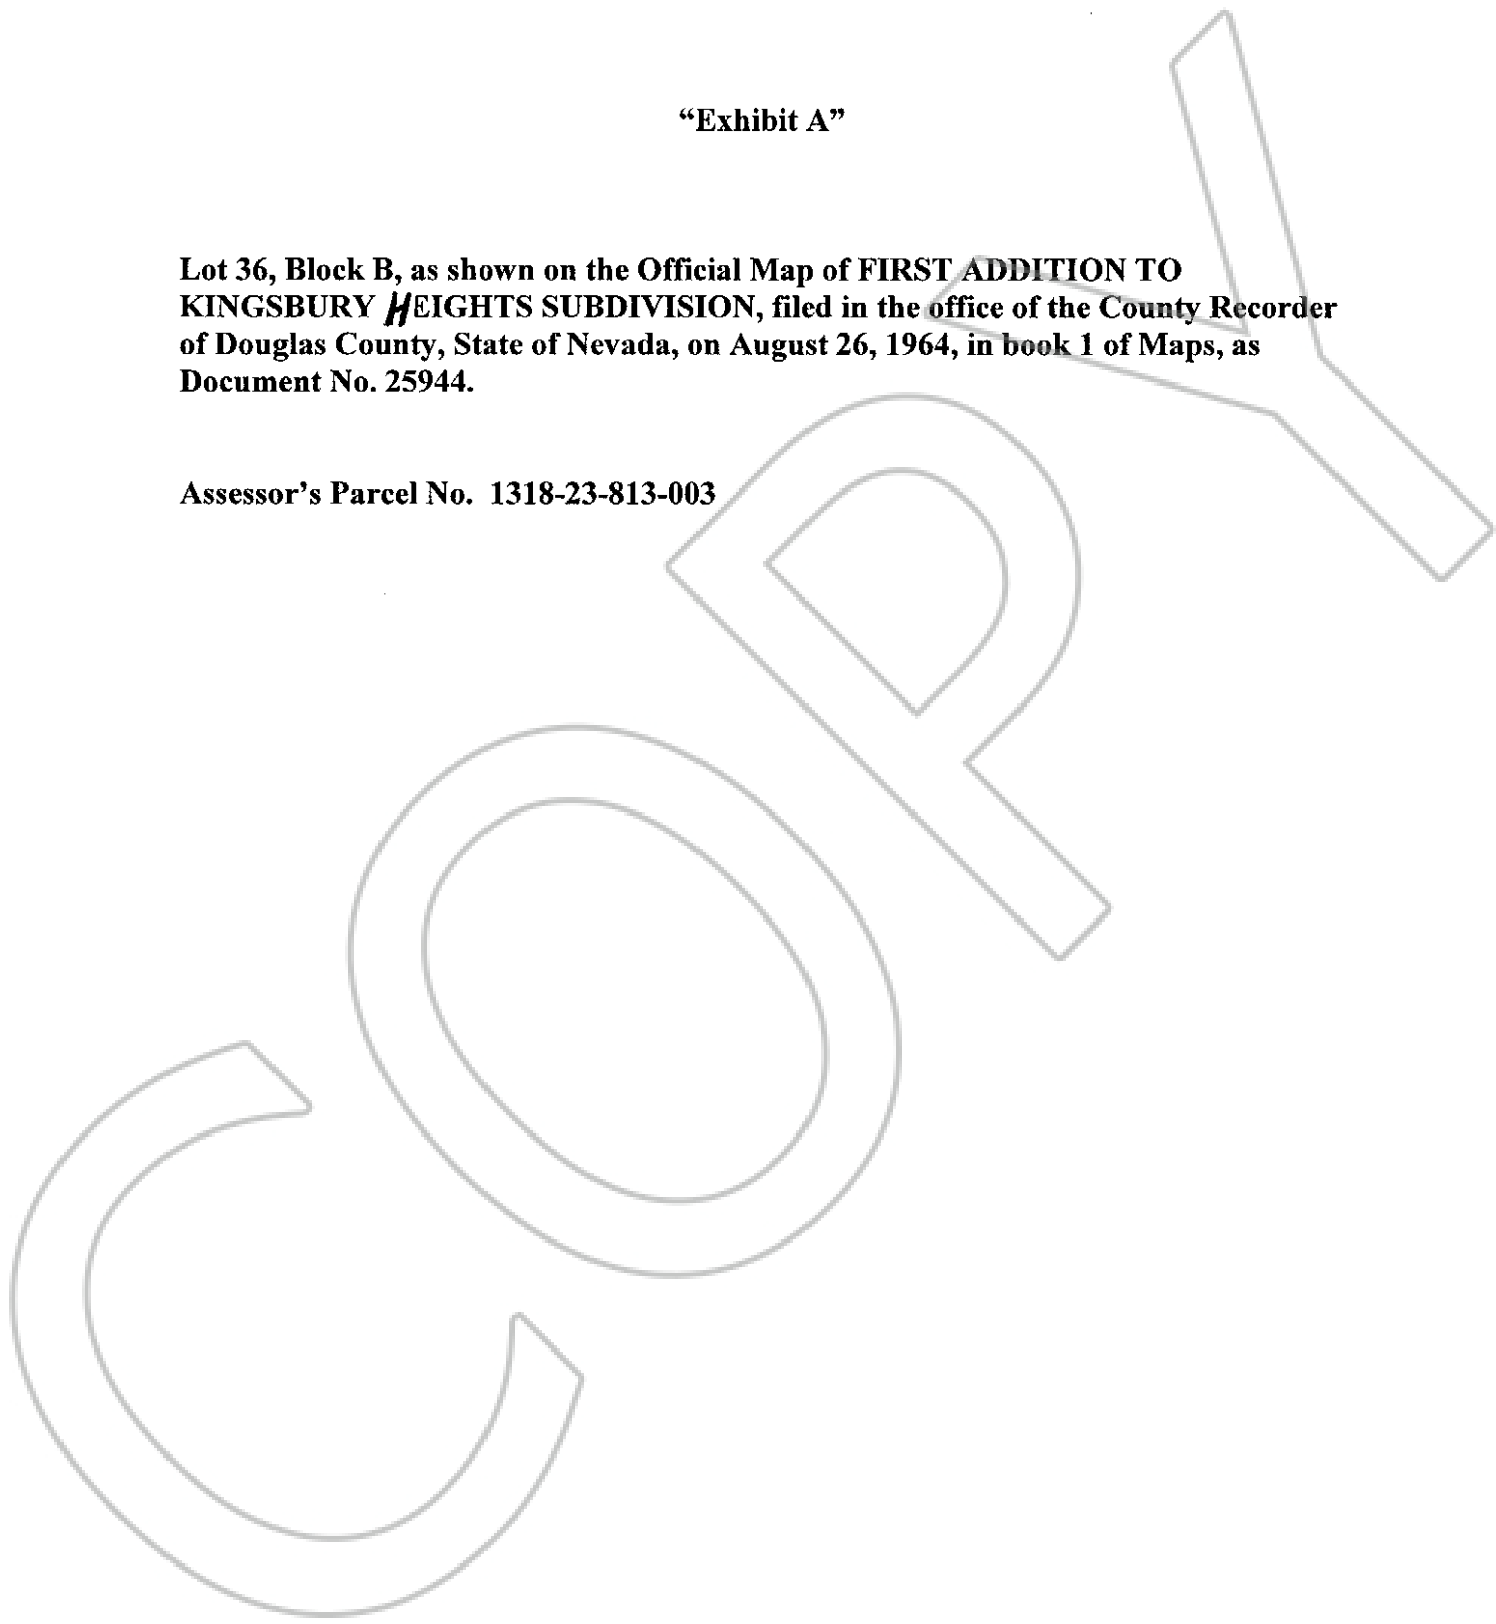 “Exhibit A”
Lot 36, Block B, as shown on the Official Map of FIRST ADDITION TO
KINGSBURY HEIGHTS SUBDIVISION, filed in the office of the County Recorder
of Douglas County, State of Nevada, on August 26, 1964, in book 1 of Maps, as
Document No. 25944.
Assessor’s Parcel No. 1318-23-813-003
COPY